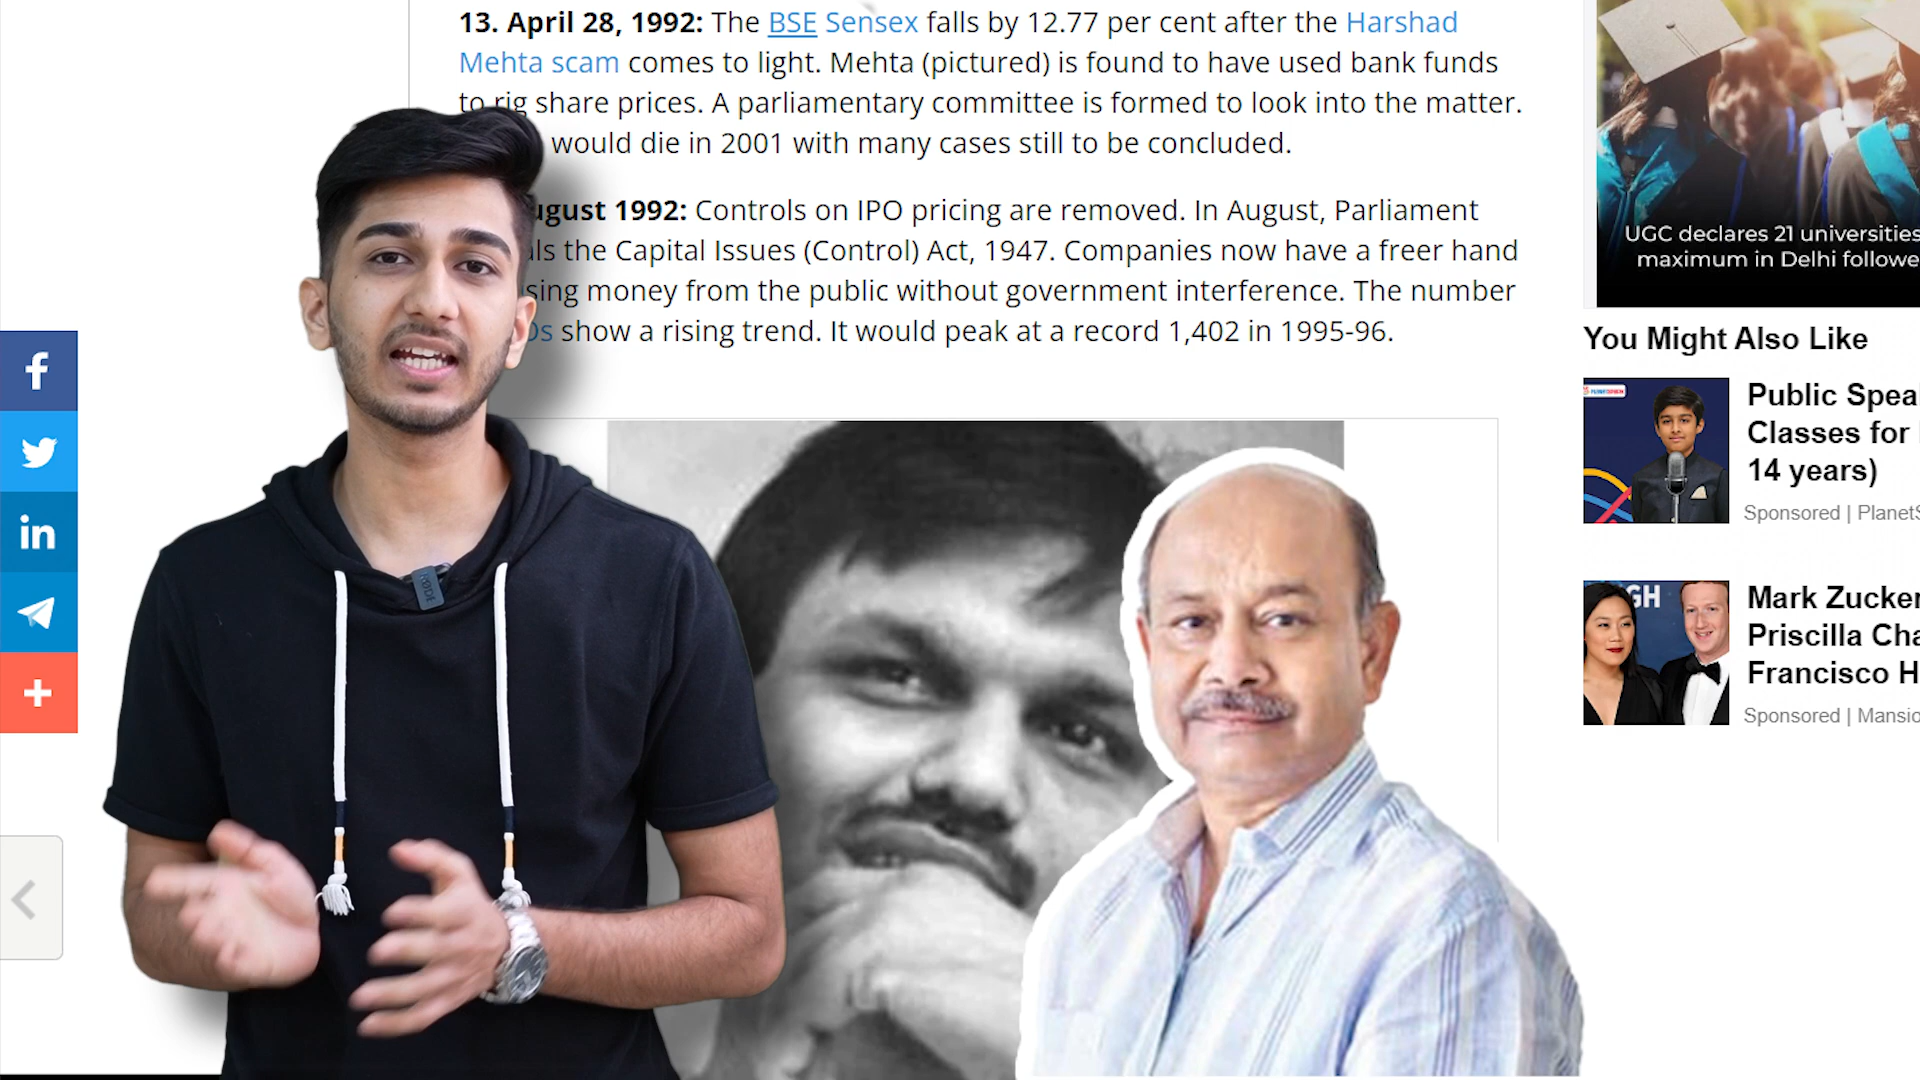 13. April 28, 1992: The BSE Sensex falls by 12.77 per cent after the Harshad
Mehta scam comes to light. Mehta (pictured) is found to have used bank funds
to rig share prices. A parliamentary committee is formed to look into the matter.
would die in 2001 with many cases still to be concluded.
ugust 1992: Controls on IPO pricing are removed. In August, Parliament
ls the Capital Issues (Control) Act, 1947. Companies now have a freer hand
sing money from the public without government interference. The number
Os show a rising trend. It would peak at a record 1,402 in 1995-96.
UGC declares 21 universities
maximum in Delhi followe
You Might Also Like
Public Spea
Classes for
14 years)
Sponsored | PlanetS
GH
Mark Zucker
Priscilla Cha
Francisco H
Sponsored | Mansio
f
in
+